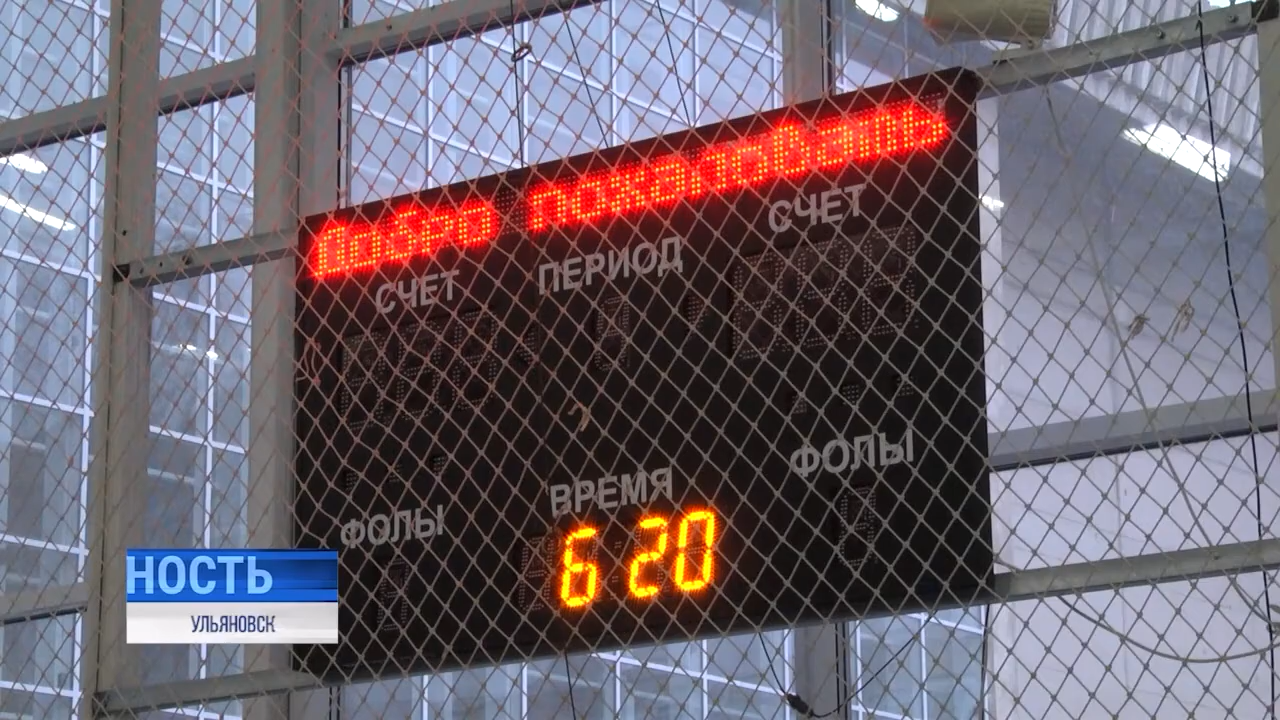 Добро пожаловать
СЧЕТ ПЕРИОД СЧЕТ
ФОЛЫ ВРЕМЯ ФОЛЫ
6 20
НОСТЬ
УЛЬЯНОВСК